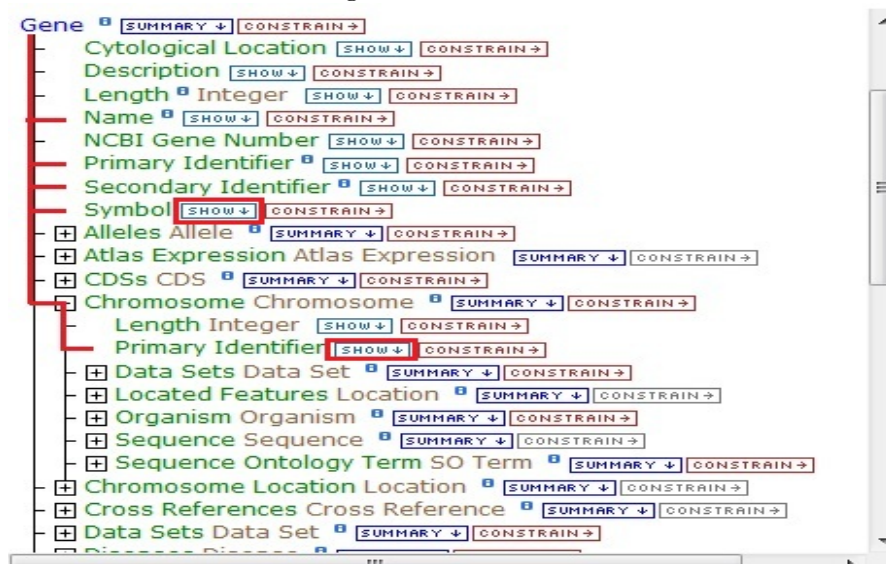 Gene SUMMARY ↓ CONSTRAIN →
Cytological Location SHOW ↓ CONSTRAIN →
Description SHOW ↓ CONSTRAIN →
Length Integer SHOW ↓ CONSTRAIN →
Name SHOW ↓ CONSTRAIN →
NCBI Gene Number SHOW ↓ CONSTRAIN →
Primary Identifier SHOW ↓ CONSTRAIN →
Secondary Identifier SHOW ↓ CONSTRAIN →
Symbol SHOW ↓ CONSTRAIN →
Alleles Allele SUMMARY ↓ CONSTRAIN →
Atlas Expression Atlas Expression SUMMARY ↓ CONSTRAIN →
CDSs CDS SUMMARY ↓ CONSTRAIN →
Chromosome Chromosome SUMMARY ↓ CONSTRAIN →
Length Integer SHOW ↓ CONSTRAIN →
Primary Identifier SHOW ↓ CONSTRAIN →
Data Sets Data Set SUMMARY ↓ CONSTRAIN →
Located Features Location SUMMARY ↓ CONSTRAIN →
Organism Organism SUMMARY ↓ CONSTRAIN →
Sequence Sequence SUMMARY ↓ CONSTRAIN →
Sequence Ontology Term SO Term SUMMARY ↓ CONSTRAIN →
Chromosome Location Location SUMMARY ↓ CONSTRAIN →
Cross References Cross Reference SUMMARY ↓ CONSTRAIN →
Data Sets Data Set SUMMARY ↓ CONSTRAIN →